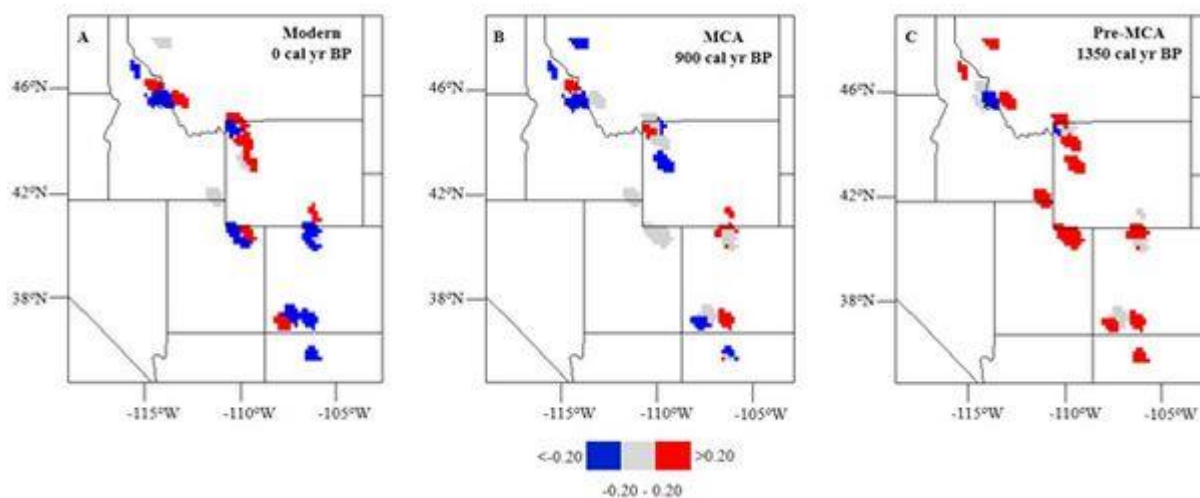 A
Modern
0 cal yr BP
B
MCA
900 cal yr BP
C
Pre-MCA
1350 cal yr BP
46°N
42°N
38°N
46°N
42°N
38°N
46°N
42°N
38°N
-115°W
-110°W
-105°W
-115°W
-110°W
-105°W
-115°W
-110°W
-105°W
<-0.20
>0.20
-0.20 - 0.20